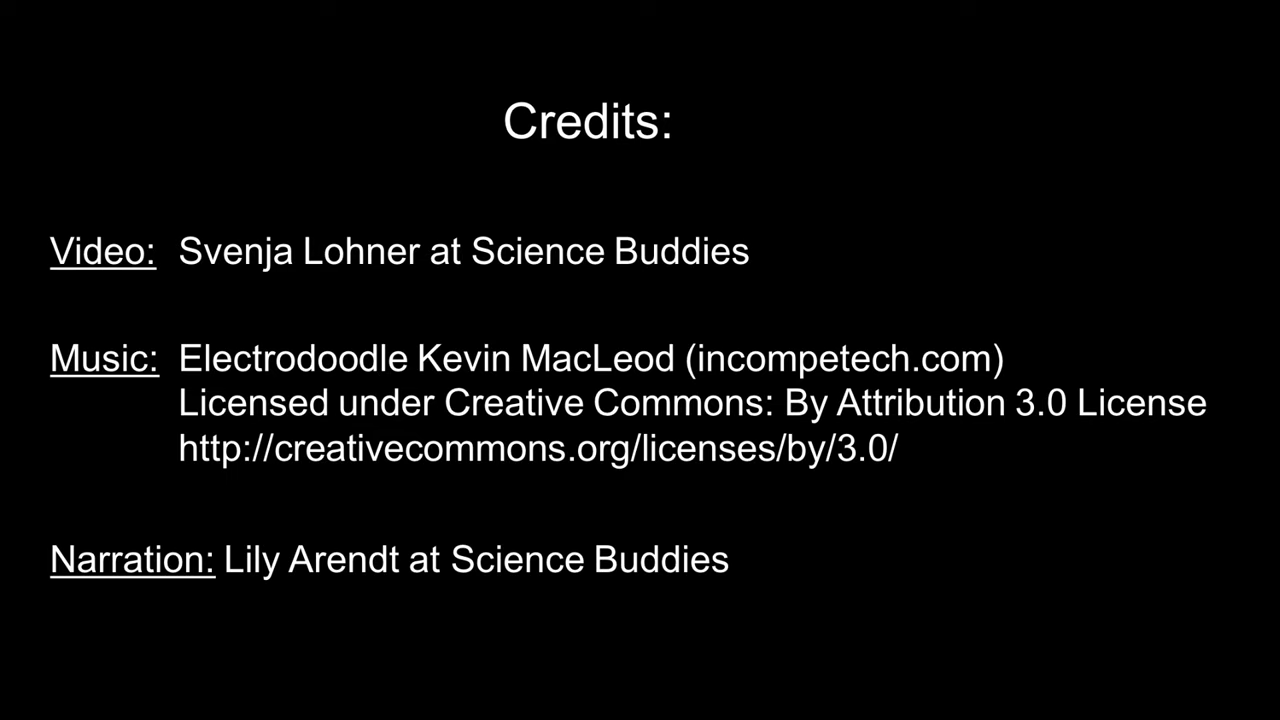 Credits:
Video: Svenja Lohner at Science Buddies
Music: Electrodoodle Kevin MacLeod (incompetech.com)
Licensed under Creative Commons: By Attribution 3.0 License
http://creativecommons.org/licenses/by/3.0/
Narration: Lily Arendt at Science Buddies